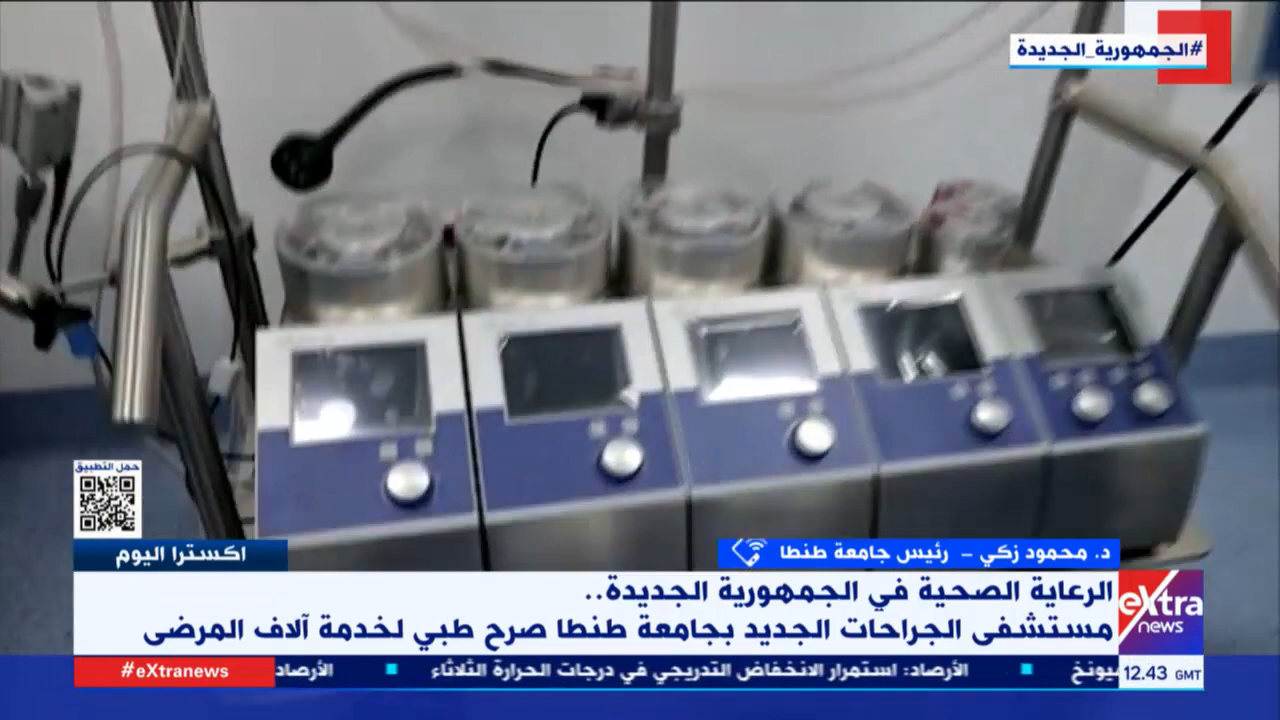 #الجمهورية_الجديدة
حمل التطبيق
اكسترا اليوم
د. محمود زكي - رئيس جامعة طنطا
الرعاية الصحية في الجمهورية الجديدة..
مستشفى الجراحات الجديد بجامعة طنطا صرح طبي لخدمة آلاف المرضى
eXtra
news
#eXtranews
ميونخ ■ الأرصاد: استمرار الانخفاض التدريجي في درجات الحرارة الثلاثاء ■ الأرصاد
12.43 GMT